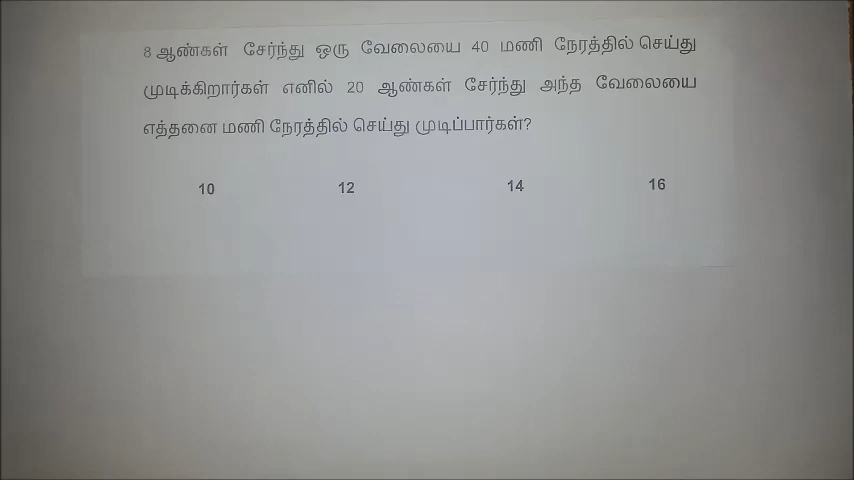 8 ஆண்கள் சேர்ந்து ஒரு வேலையை 40 மணி நேரத்தில் செய்து
முடிக்கிறார்கள் எனில் 20 ஆண்கள் சேர்ந்து அந்த வேலையை
எத்தனை மணி நேரத்தில் செய்து முடிப்பார்கள்?
10 12 14 16